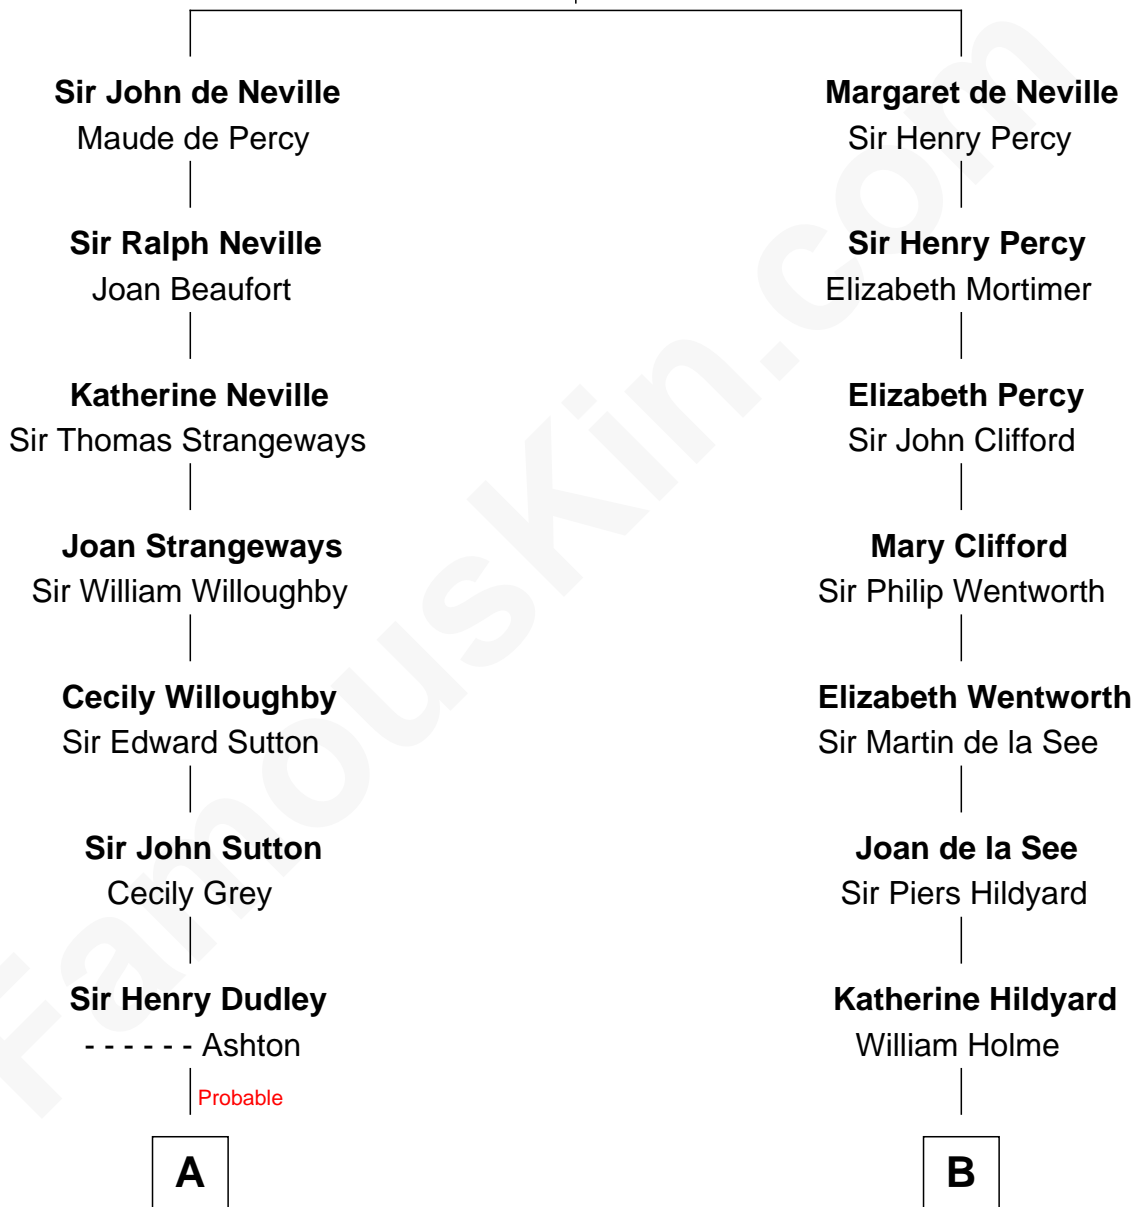 Sir John de Neville
Maude de Percy
Margaret de Neville
Sir Henry Percy
Sir Ralph Neville
Joan Beaufort
Sir Henry Percy
Elizabeth Mortimer
Katherine Neville
Sir Thomas Strangeways
Elizabeth Percy
Sir John Clifford
Joan Strangeways
Sir William Willoughby
Mary Clifford
Sir Philip Wentworth
Cecily Willoughby
Sir Edward Sutton
Elizabeth Wentworth
Sir Martin de la See
Sir John Sutton
Cecily Grey
Joan de la See
Sir Piers Hildyard
Sir Henry Dudley
- - - - - - Ashton
Katherine Hildyard
William Holme
Probable
A
B
FamousKin.com